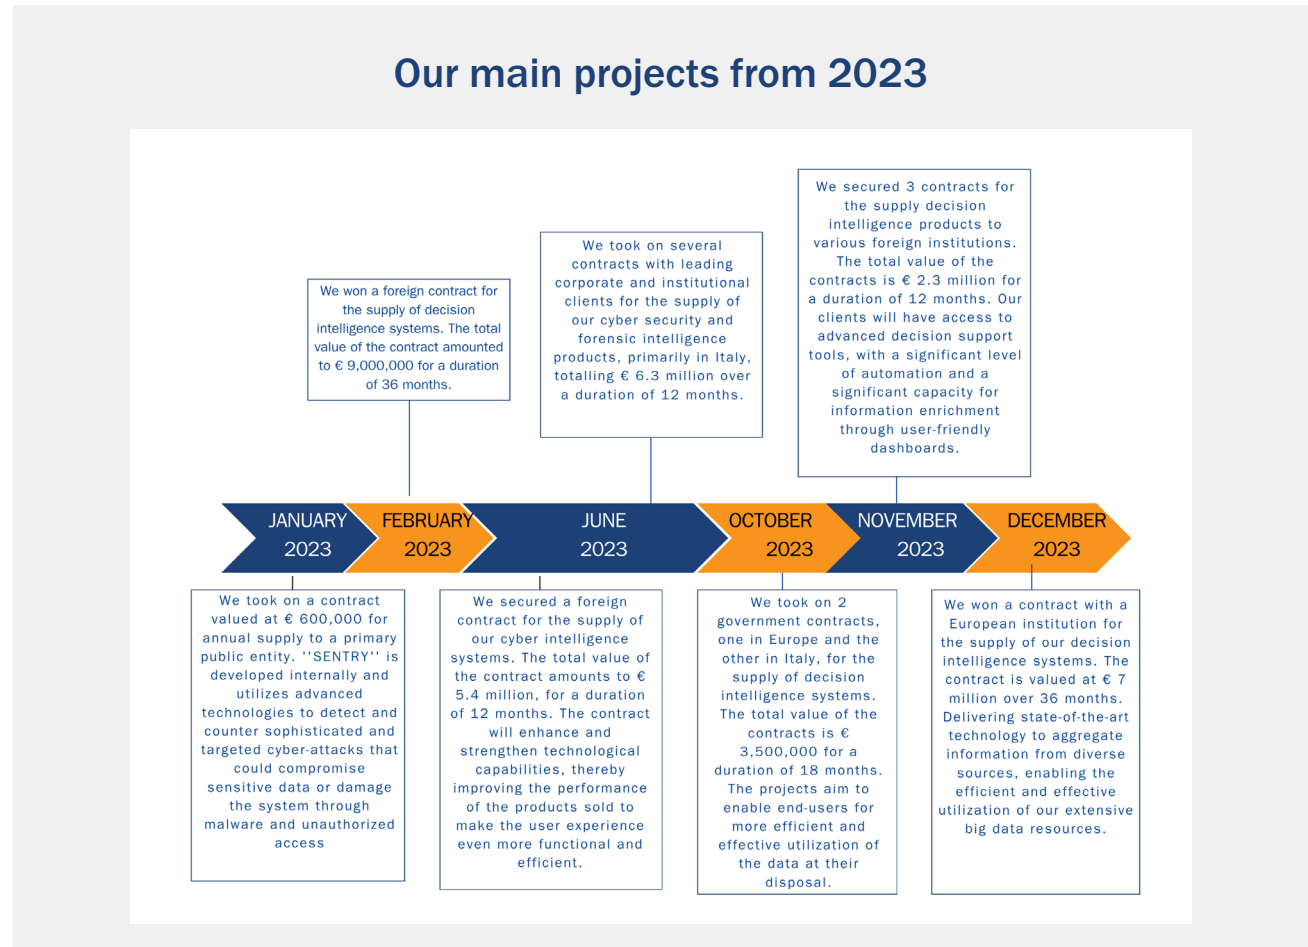 Our main projects from 2023
We won a foreign contract for
the supply of decision
intelligence systems. The total
value of the contract amounted
to € 9,000,000 for a duration
of 36 months.
We took on several
contracts with leading
corporate and institutional
clients for the supply of
our cyber security and
forensic intelligence
products, primarily in Italy,
totalling € 6.3 million over
a duration of 12 months.
We secured 3 contracts for
the supply decision
intelligence products to
various foreign institutions.
The total value of the
contracts is € 2.3 million for
a duration of 12 months. Our
clients will have access to
advanced decision support
tools, with a significant level
of automation and a
significant capacity for
information enrichment
through user-friendly
dashboards.
JANUARY
2023
FEBRUARY
2023
JUNE
2023
OCTOBER
2023
NOVEMBER
2023
DECEMBER
2023
We took on a contract
valued at € 600,000 for
annual supply to a primary
public entity. ''SENTRY'' is
developed internally and
utilizes advanced
technologies to detect and
counter sophisticated and
targeted cyber-attacks that
could compromise
sensitive data or damage
the system through
malware and unauthorized
access
We secured a foreign
contract for the supply of
our cyber intelligence
systems. The total value of
the contract amounts to €
5.4 million, for a duration
of 12 months. The contract
will enhance and
strengthen technological
capabilities, thereby
improving the performance
of the products sold to
make the user experience
even more functional and
efficient.
We took on 2
government contracts,
one in Europe and the
other in Italy, for the
supply of decision
intelligence systems.
The total value of the
contracts is €
3,500,000 for a
duration of 18 months.
The projects aim to
enable end-users for
more efficient and
effective utilization of
the data at their
disposal.
We won a contract with a
European institution for
the supply of our decision
intelligence systems. The
contract is valued at € 7
million over 36 months.
Delivering state-of-the-art
technology to aggregate
information from diverse
sources, enabling the
efficient and effective
utilization of our extensive
big data resources.